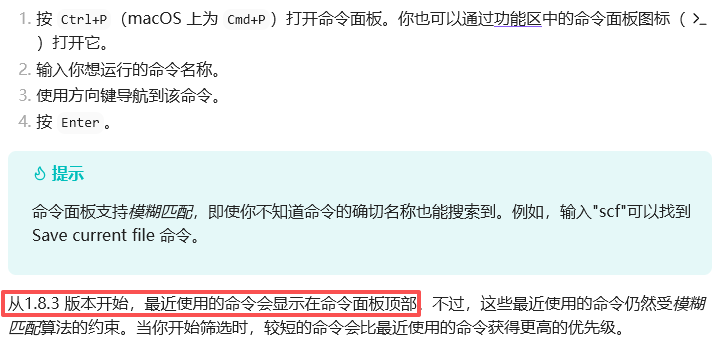 1. 按 Ctrl+P （macOS 上为 Cmd+P ）打开命令面板。你也可以通过功能区中的命令面板图标（ >_
）打开它。
2. 输入你想运行的命令名称。
3. 使用方向键导航到该命令。
4. 按 Enter 。
提示
命令面板支持模糊匹配，即使你不知道命令的确切名称也能搜索到。例如，输入"scf"可以找到
Save current file 命令。
从1.8.3 版本开始，最近使用的命令会显示在命令面板顶部。不过，这些最近使用的命令仍然受模糊
匹配算法的约束。当你开始筛选时，较短的命令会比最近使用的命令获得更高的优先级。